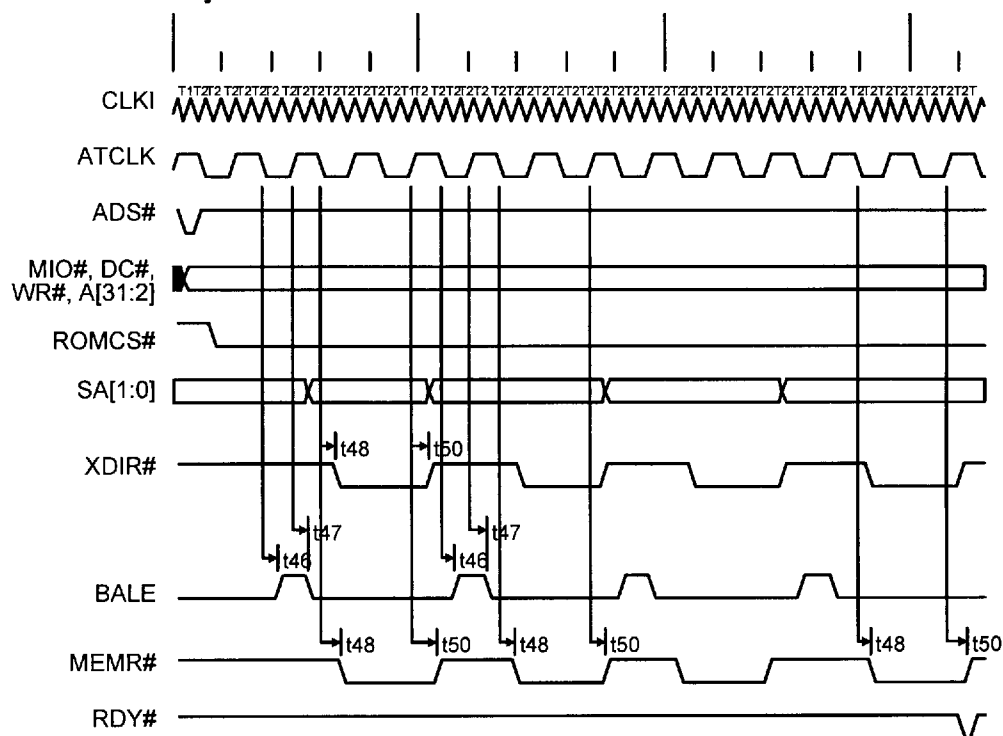 CLKI
ATCLK
ADS#
MIO#, DC#,
WR#, A[31:2]
ROMCS#
SA[1:0]
t48 t50
XDIR#
t47 t47
t46 t46
BALE
t48 t50 t48 t50 t48 t50
MEMR#
RDY#